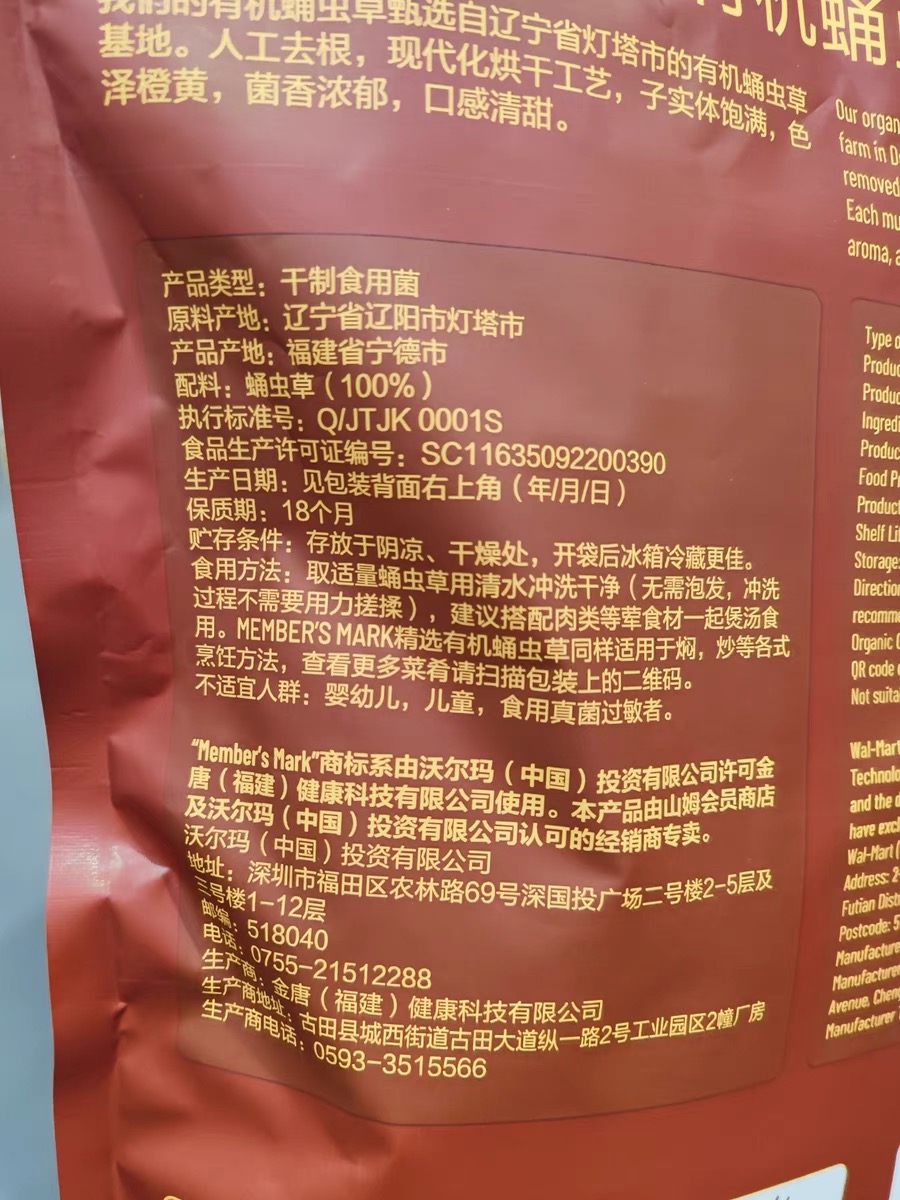 我们的有机蛹虫草甄选自辽宁省灯塔市的有机蛹虫草
基地。人工去根，现代化烘干工艺，子实体饱满，色
泽橙黄，菌香浓郁，口感清甜。
产品类型：干制食用菌
原料产地：辽宁省辽阳市灯塔市
产品产地：福建省宁德市
配料：蛹虫草（100%）
执行标准号：Q/JTJK 0001S
食品生产许可证编号：SC11635092200390
生产日期：见包装背面右上角（年/月/日）
保质期：18个月
贮存条件：存放于阴凉、干燥处，开袋后冰箱冷藏更佳。
食用方法：取适量蛹虫草用清水冲洗干净（无需泡发，冲洗
过程不需要用力搓揉），建议搭配肉类等荤食材一起煲汤食
用。MEMBER'S MARK精选有机蛹虫草同样适用于焖，炒等各式
烹饪方法，查看更多菜肴请扫描包装上的二维码。
不适宜人群：婴幼儿，儿童，食用真菌过敏者。
“Member's Mark”商标系由沃尔玛（中国）投资有限公司许可金
唐（福建）健康科技有限公司使用。本产品由山姆会员商店
及沃尔玛（中国）投资有限公司认可的经销商专卖。
沃尔玛（中国）投资有限公司
地址：深圳市福田区农林路69号深国投广场二号楼2-5层及
三号楼1-12层
邮编：518040
电话：0755-21512288
生产商：金唐（福建）健康科技有限公司
生产商地址：古田县城西街道古田大道纵一路2号工业园区2幢厂房
生产商电话：0593-3515566
有机蛹
Our organ
farm in D
removed
Each mu
aroma, a
Type o
Produc
Produc
Ingredi
Produc
Food Pr
Product
Shelf Li
Storage:
Direction
recomme
Organic C
QR code o
Not suita
Wal-Mart
Technolo
and the d
have excl
Wal-Mart (
Address: 2-
Futian Dist
Postcode: 5
Manufacture
Manufacturer
Avenue, Cheng
Manufacturer